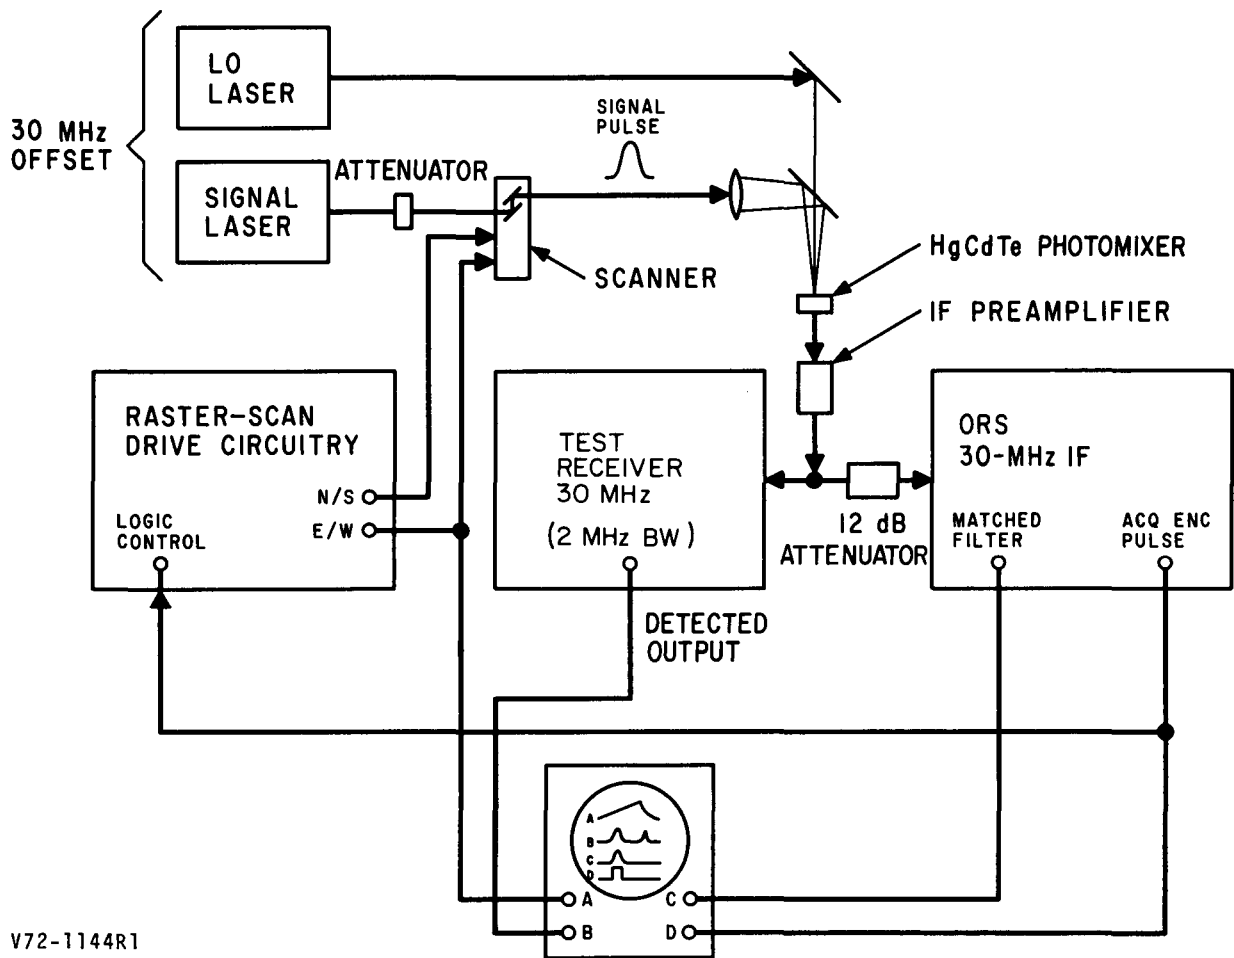 LO
LASER
30 MHz
OFFSET
SIGNAL
PULSE
ATTENUATOR
SIGNAL
LASER
SCANNER
HgCdTe PHOTOMIXER
IF PREAMPLIFIER
RASTER-SCAN
DRIVE CIRCUITRY
N/S
E/W
LOGIC
CONTROL
TEST
RECEIVER
30 MHz
(2 MHz BW)
12 dB
ATTENUATOR
ORS
30-MHz IF
MATCHED
FILTER
ACQ ENC
PULSE
DETECTED
OUTPUT
A
B
C
D
A
B
C
D
V72-1144R1